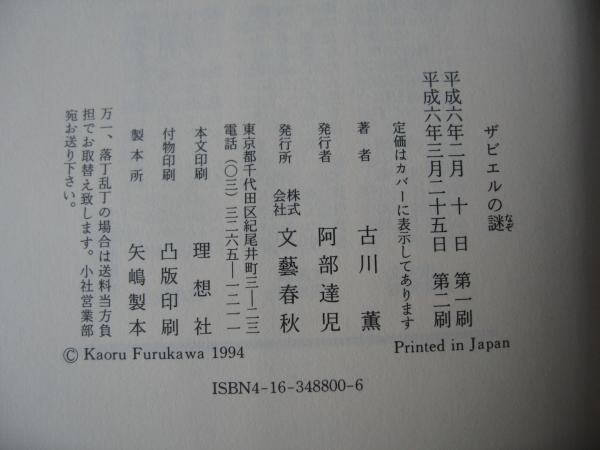 ザビエルの謎
なぞ
平成六年二月 十 日 第一刷
平成六年三月二十五日 第二刷
定価はカバーに表示してあります
著 者 古川 薫
発行者 阿部達児
発行所 株式会社 文藝春秋
東京都千代田区紀尾井町三―二三
電話(〇三)三二六五―一二一一
本文印刷 理想社
付物印刷 凸版印刷
製本所 矢嶋製本
万一、落丁乱丁の場合は送料当方負
担でお取替え致します。小社営業部
宛お送り下さい。
© Kaoru Furukawa 1994 Printed in Japan
ISBN4-16-348800-6